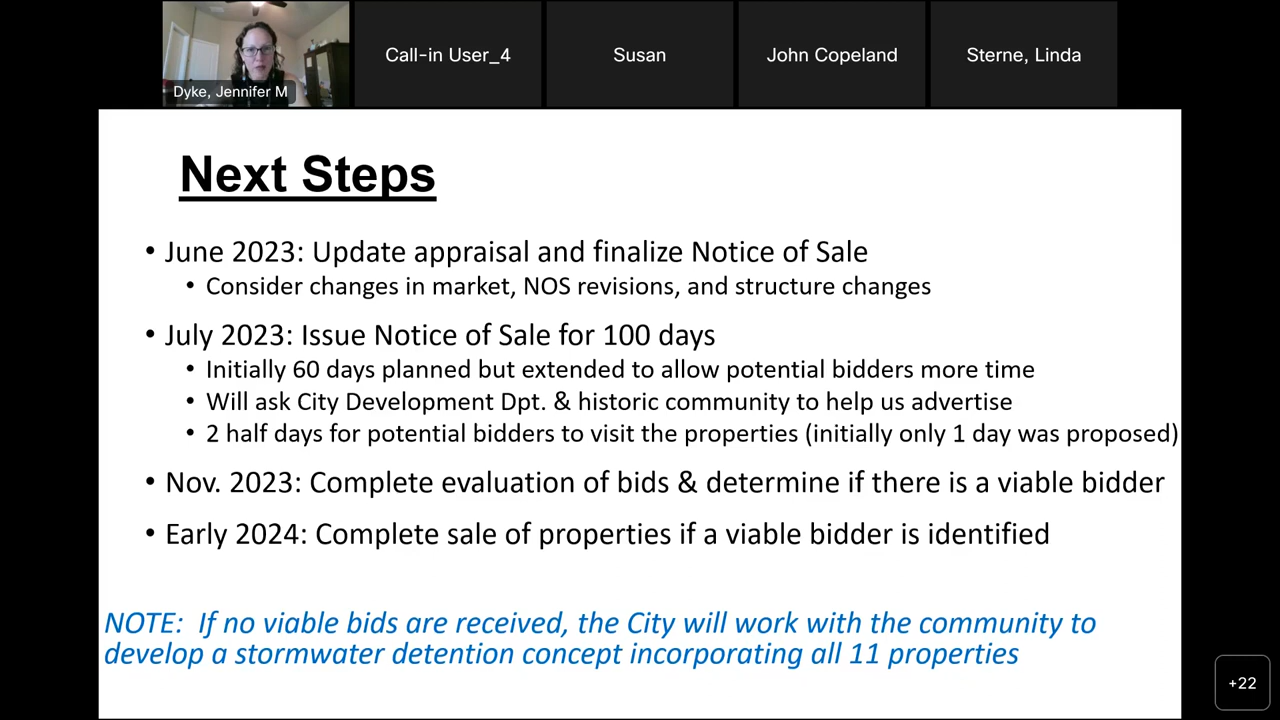 Dyke, Jennifer M
Call-in User_4
Susan
John Copeland
Sterne, Linda
Next Steps
• June 2023: Update appraisal and finalize Notice of Sale
• Consider changes in market, NOS revisions, and structure changes
• July 2023: Issue Notice of Sale for 100 days
• Initially 60 days planned but extended to allow potential bidders more time
• Will ask City Development Dpt. & historic community to help us advertise
• 2 half days for potential bidders to visit the properties (initially only 1 day was proposed)
• Nov. 2023: Complete evaluation of bids & determine if there is a viable bidder
• Early 2024: Complete sale of properties if a viable bidder is identified
NOTE:  If no viable bids are received, the City will work with the community to
develop a stormwater detention concept incorporating all 11 properties
+22